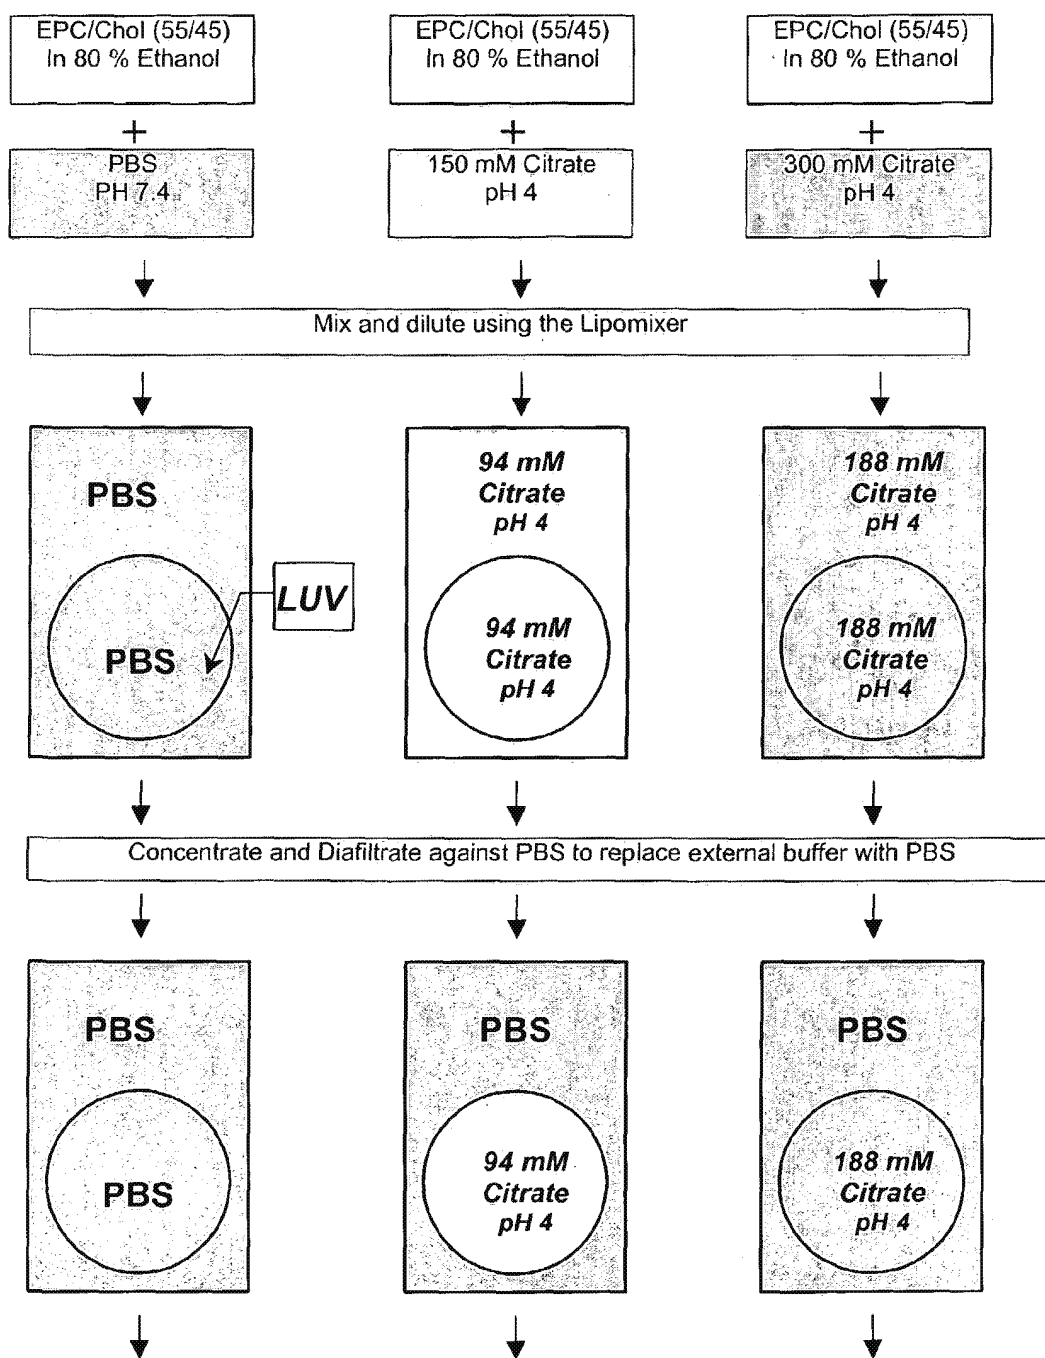 EPC/Chol (55/45)
In 80 % Ethanol
EPC/Chol (55/45)
In 80 % Ethanol
EPC/Chol (55/45)
In 80 % Ethanol
+
+
+
PBS
PH 7.4
150 mM Citrate
pH 4
300 mM Citrate
pH 4
Mix and dilute using the Lipomixer
PBS
PBS
LUV
94 mM
Citrate
pH 4
94 mM
Citrate
pH 4
188 mM
Citrate
pH 4
188 mM
Citrate
pH 4
Concentrate and Diafiltrate against PBS to replace external buffer with PBS
PBS
PBS
PBS
94 mM
Citrate
pH 4
PBS
188 mM
Citrate
pH 4